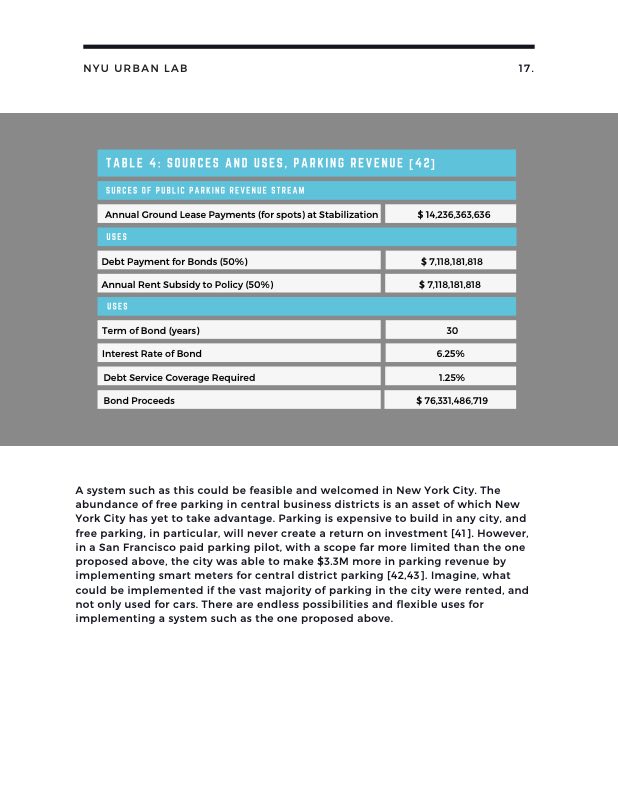 NYU URBAN LAB
17.
TABLE 4: SOURCES AND USES, PARKING REVENUE [42]
SURCES OF PUBLIC PARKING REVENUE STREAM
Annual Ground Lease Payments (for spots) at Stabilization $ 14,236,363,636
USES
Debt Payment for Bonds (50%) $ 7,118,181,818
Annual Rent Subsidy to Policy (50%) $ 7,118,181,818
USES
Term of Bond (years) 30
Interest Rate of Bond 6.25%
Debt Service Coverage Required 1.25%
Bond Proceeds $ 76,331,486,719
A system such as this could be feasible and welcomed in New York City. The
abundance of free parking in central business districts is an asset of which New
York City has yet to take advantage. Parking is expensive to build in any city, and
free parking, in particular, will never create a return on investment [41]. However,
in a San Francisco paid parking pilot, with a scope far more limited than the one
proposed above, the city was able to make $3.3M more in parking revenue by
implementing smart meters for central district parking [42,43]. Imagine, what
could be implemented if the vast majority of parking in the city were rented, and
not only used for cars. There are endless possibilities and flexible uses for
implementing a system such as the one proposed above.